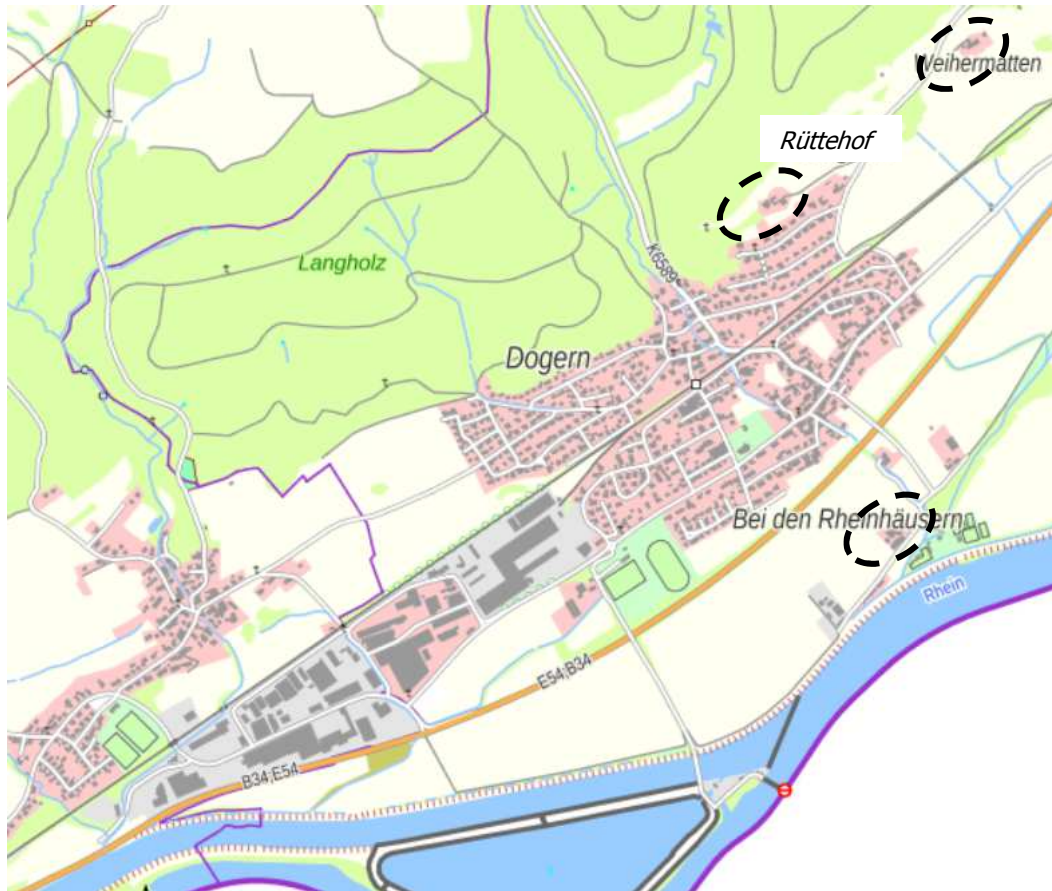 Weihermatten
Rüttehof
K6589
Langholz
Dogern
Bei den Rheinhäusern
Rhein
E54;B34
B34;E54